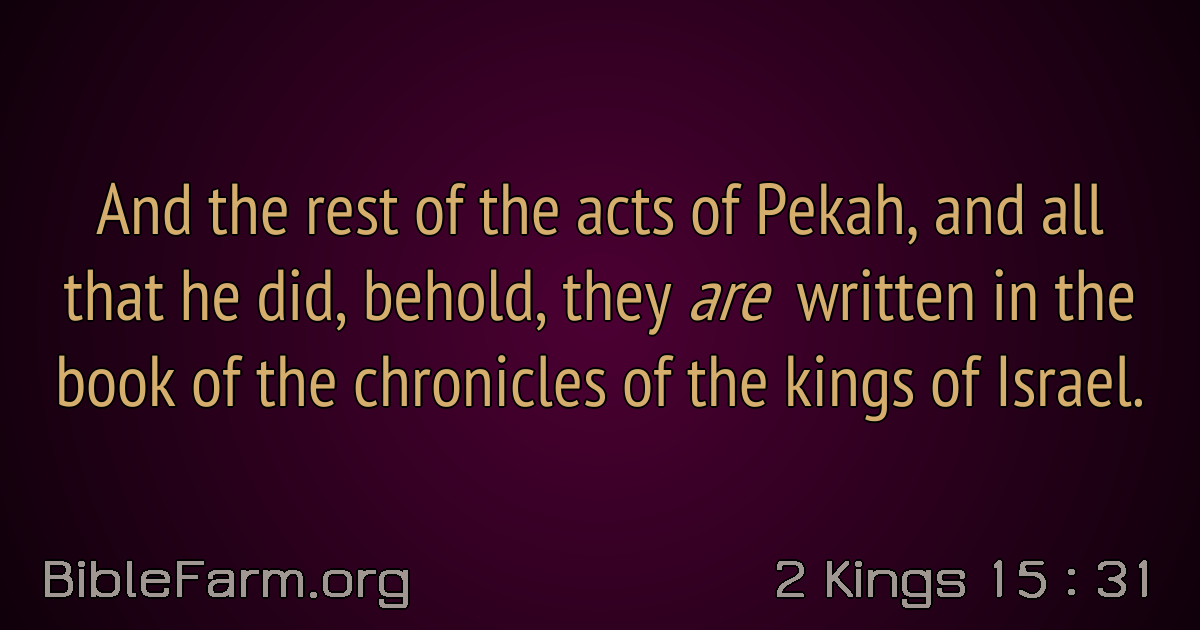 And the rest of the acts of Pekah, and all
that he did, behold, they are written in the
book of the chronicles of the kings of Israel.
BibleFarm.org
2 Kings 15 : 31